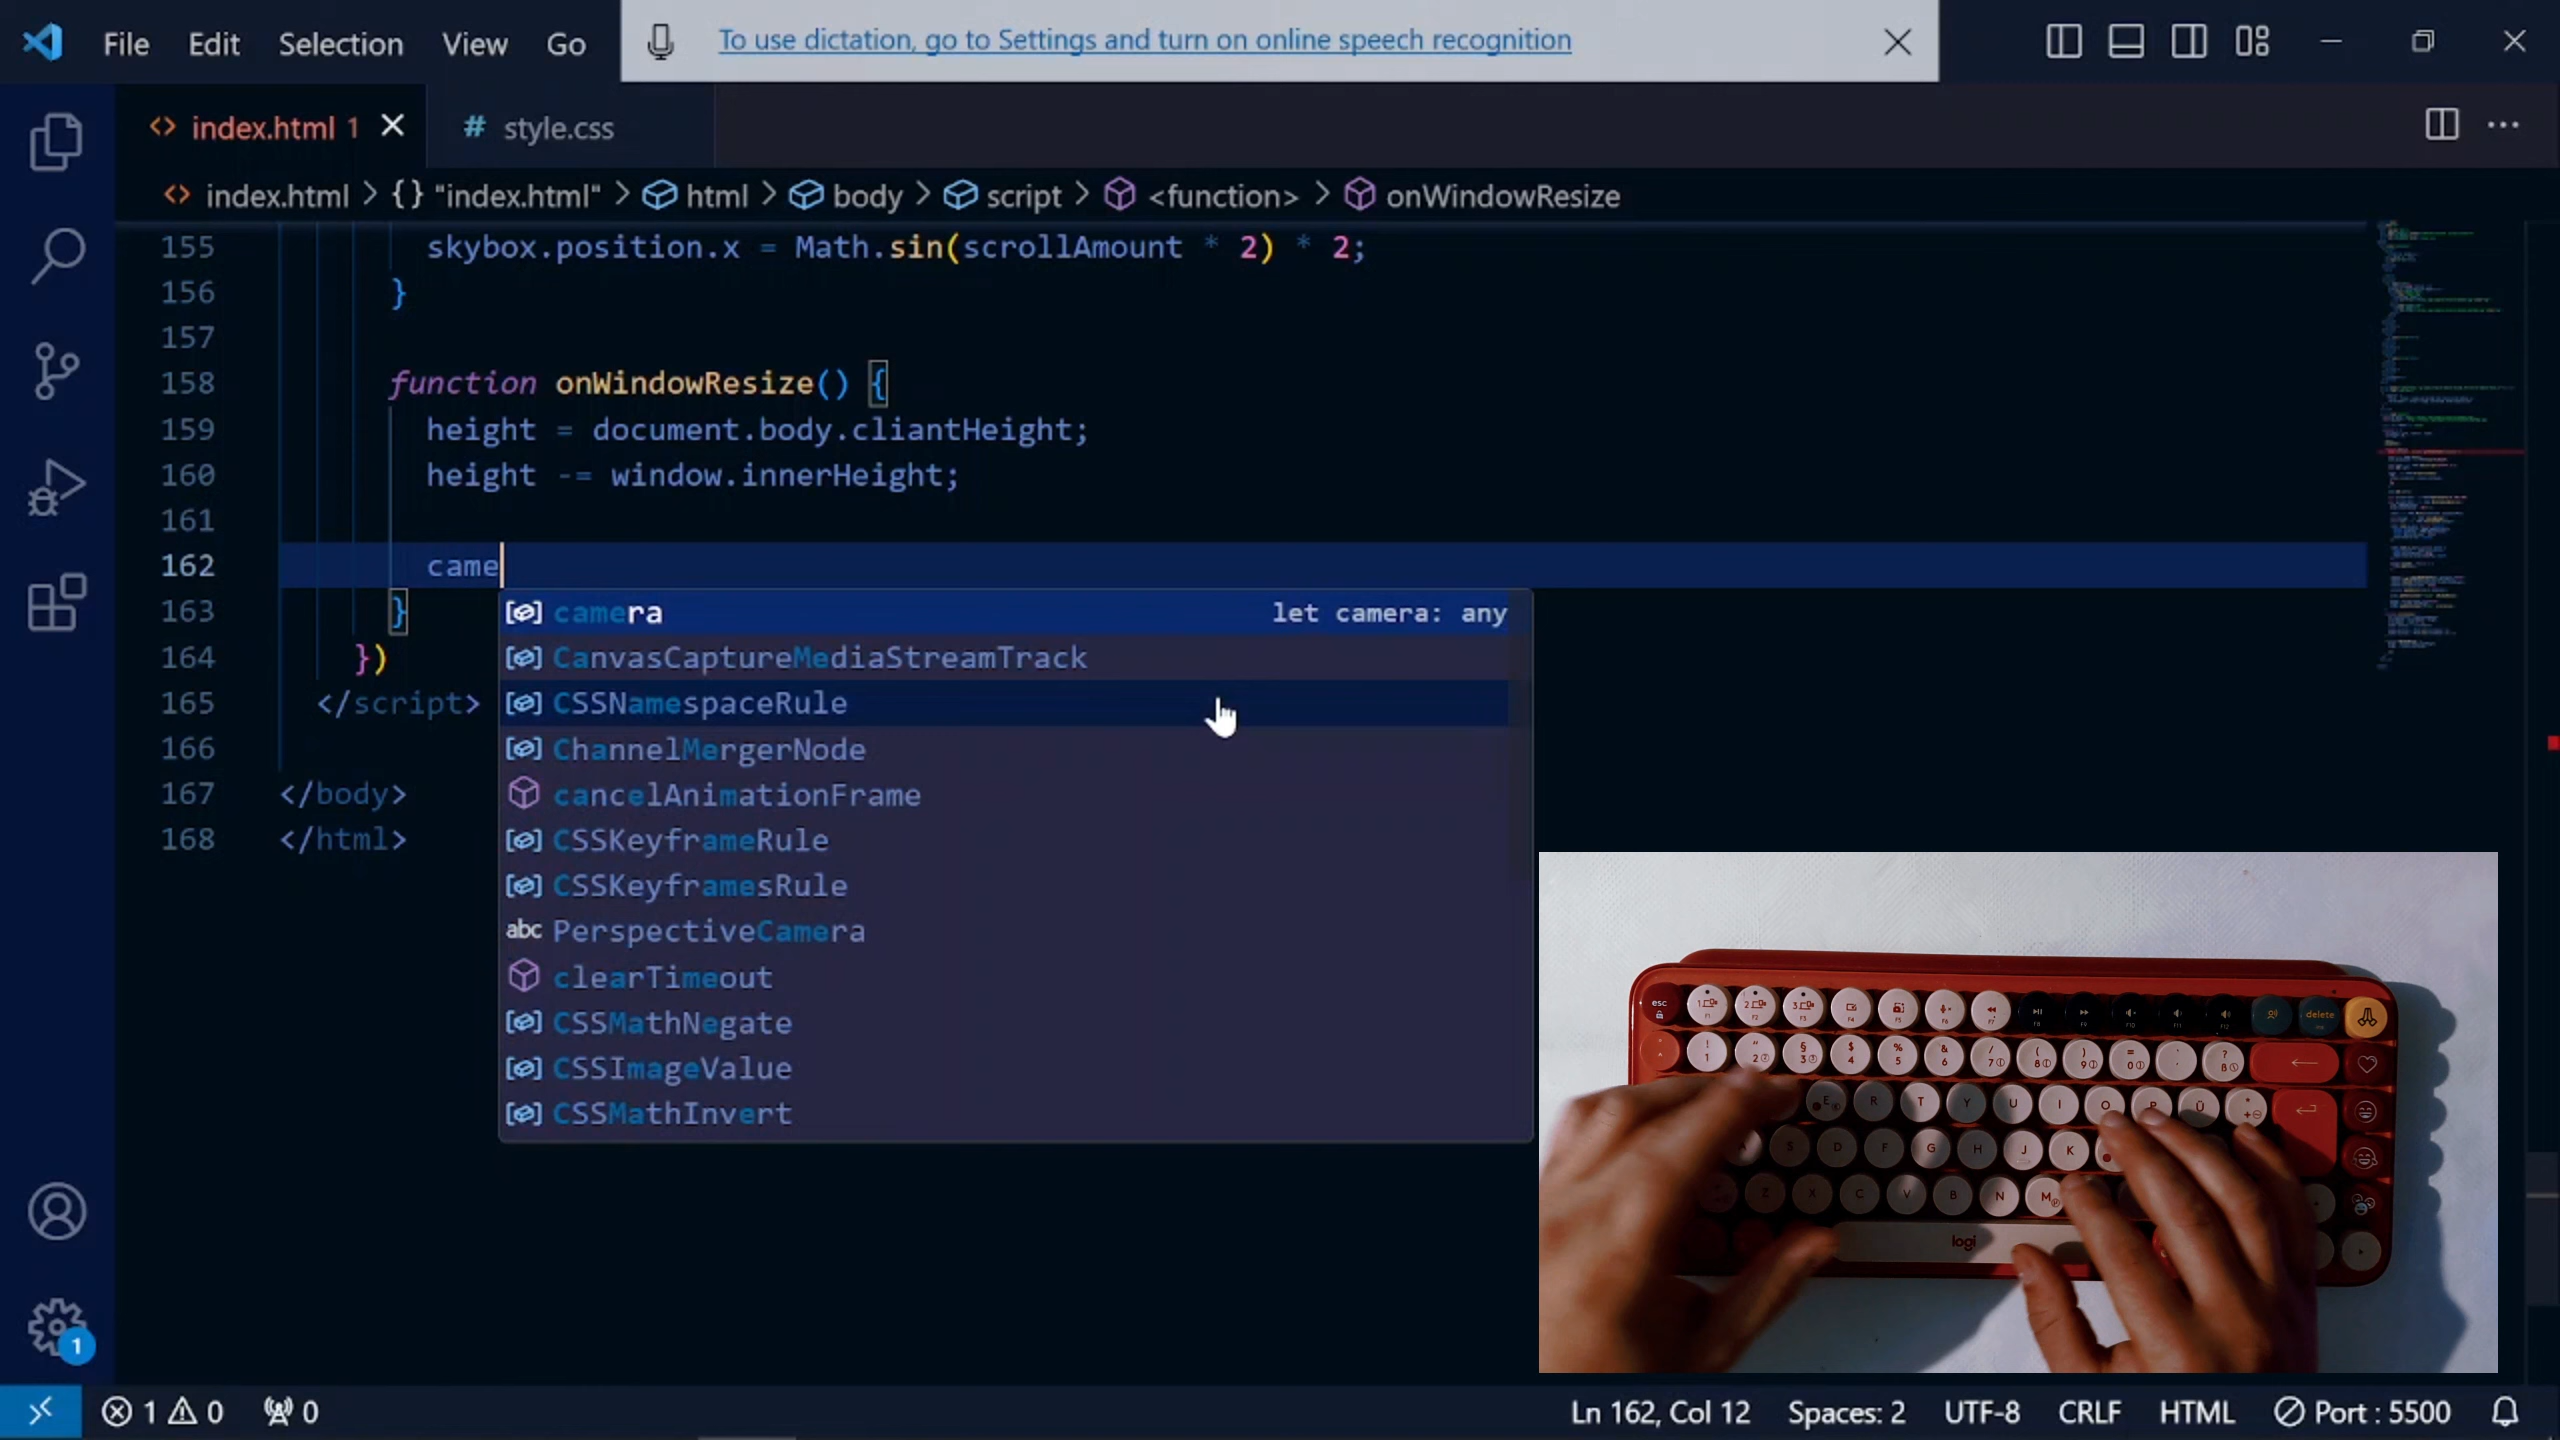 File Edit Selection View Go
To use dictation, go to Settings and turn on online speech recognition
index.html 1
# style.css
index.html > {} "index.html" > html > body > script > <function> > onWindowResize
155 skybox.position.x = Math.sin(scrollAmount * 2) * 2;
156 }
157
158 function onWindowResize() {
159 height = document.body.cliantHeight;
160 height -= window.innerHeight;
161
162 came
163 }
164 })
165 </script>
166
167 </body>
168 </html>
camera let camera: any
CanvasCaptureMediaStreamTrack
CSSNamespaceRule
ChannelMergerNode
cancelAnimationFrame
CSSKeyframeRule
CSSKeyframesRule
abc PerspectiveCamera
clearTimeout
CSSMathNegate
CSSImageValue
CSSMathInvert
esc
delete
E R T Y U I O P Ü
S D F G H J K
Z X C V B N M
logi
1
1 0 0
Ln 162, Col 12 Spaces: 2 UTF-8 CRLF HTML Port : 5500